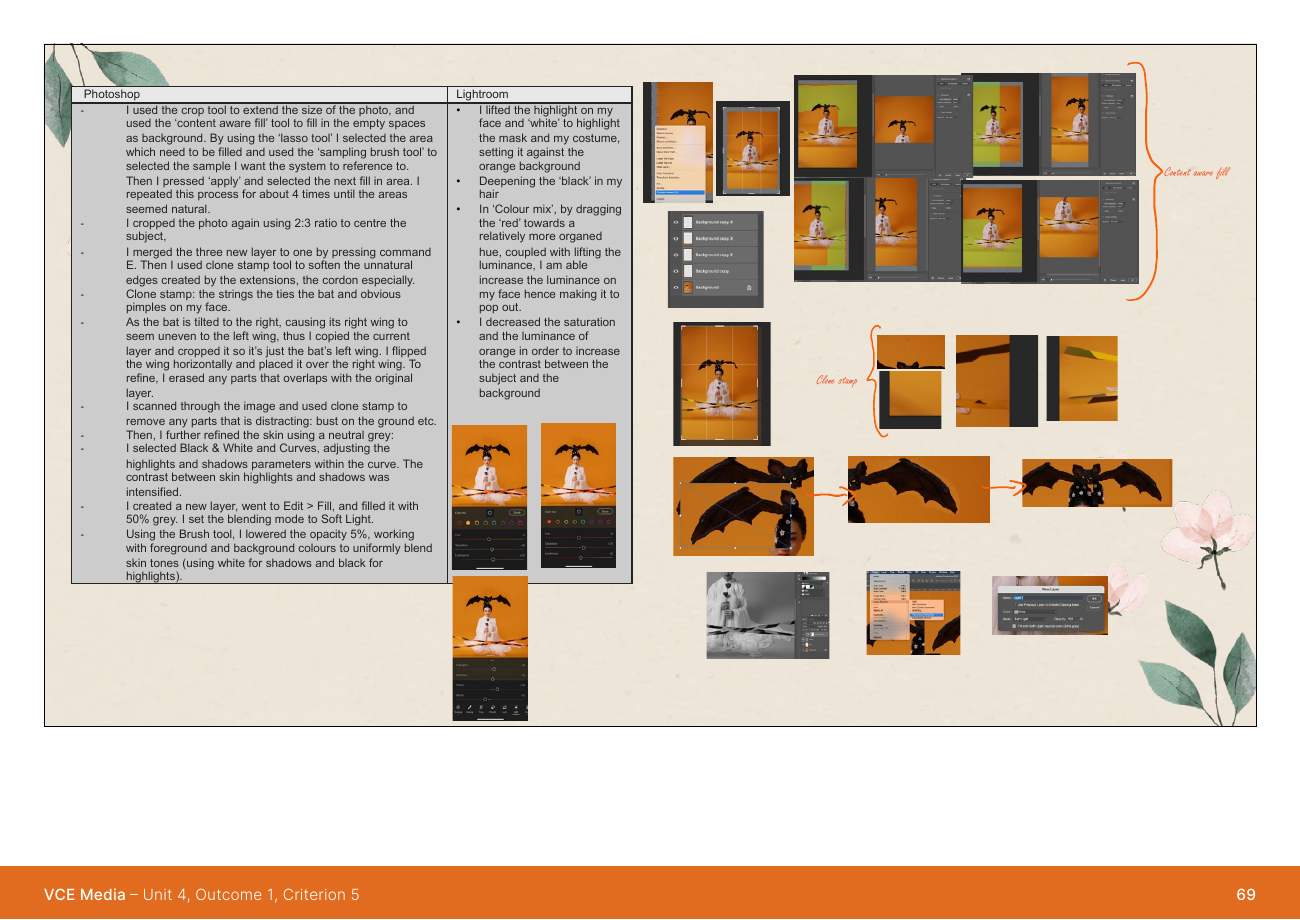 Photoshop
- I used the crop tool to extend the size of the photo, and
used the ‘content aware fill’ tool to fill in the empty spaces
as background. By using the ‘lasso tool’ I selected the area
which need to be filled and used the ‘sampling brush tool’ to
selected the sample I want the system to reference to.
Then I pressed ‘apply’ and selected the next fill in area. I
repeated this process for about 4 times until the areas
seemed natural.
- I cropped the photo again using 2:3 ratio to centre the
subject,
- I merged the three new layer to one by pressing command
E. Then I used clone stamp tool to soften the unnatural
edges created by the extensions, the cordon especially.
- Clone stamp: the strings the ties the bat and obvious
pimples on my face.
- As the bat is tilted to the right, causing its right wing to
seem uneven to the left wing, thus I copied the current
layer and cropped it so it’s just the bat’s left wing. I flipped
the wing horizontally and placed it over the right wing. To
refine, I erased any parts that overlaps with the original
layer.
- I scanned through the image and used clone stamp to
remove any parts that is distracting: bust on the ground etc.
- Then, I further refined the skin using a neutral grey:
- I selected Black & White and Curves, adjusting the
highlights and shadows parameters within the curve. The
contrast between skin highlights and shadows was
intensified.
- I created a new layer, went to Edit > Fill, and filled it with
50% grey. I set the blending mode to Soft Light.
- Using the Brush tool, I lowered the opacity 5%, working
with foreground and background colours to uniformly blend
skin tones (using white for shadows and black for
highlights).
Lightroom
• I lifted the highlight on my
face and ‘white’ to highlight
the mask and my costume,
setting it against the
orange background
• Deepening the ‘black’ in my
hair
• In ‘Colour mix’, by dragging
the ‘red’ towards a
relatively more organed
hue, coupled with lifting the
luminance, I am able
increase the luminance on
my face hence making it to
pop out.
• I decreased the saturation
and the luminance of
orange in order to increase
the contrast between the
subject and the
background
Content aware fill
Background copy 4
Background copy 3
Background copy 2
Background copy
Background
Clone stamp
New Layer
VCE Media – Unit 4, Outcome 1, Criterion 5
69